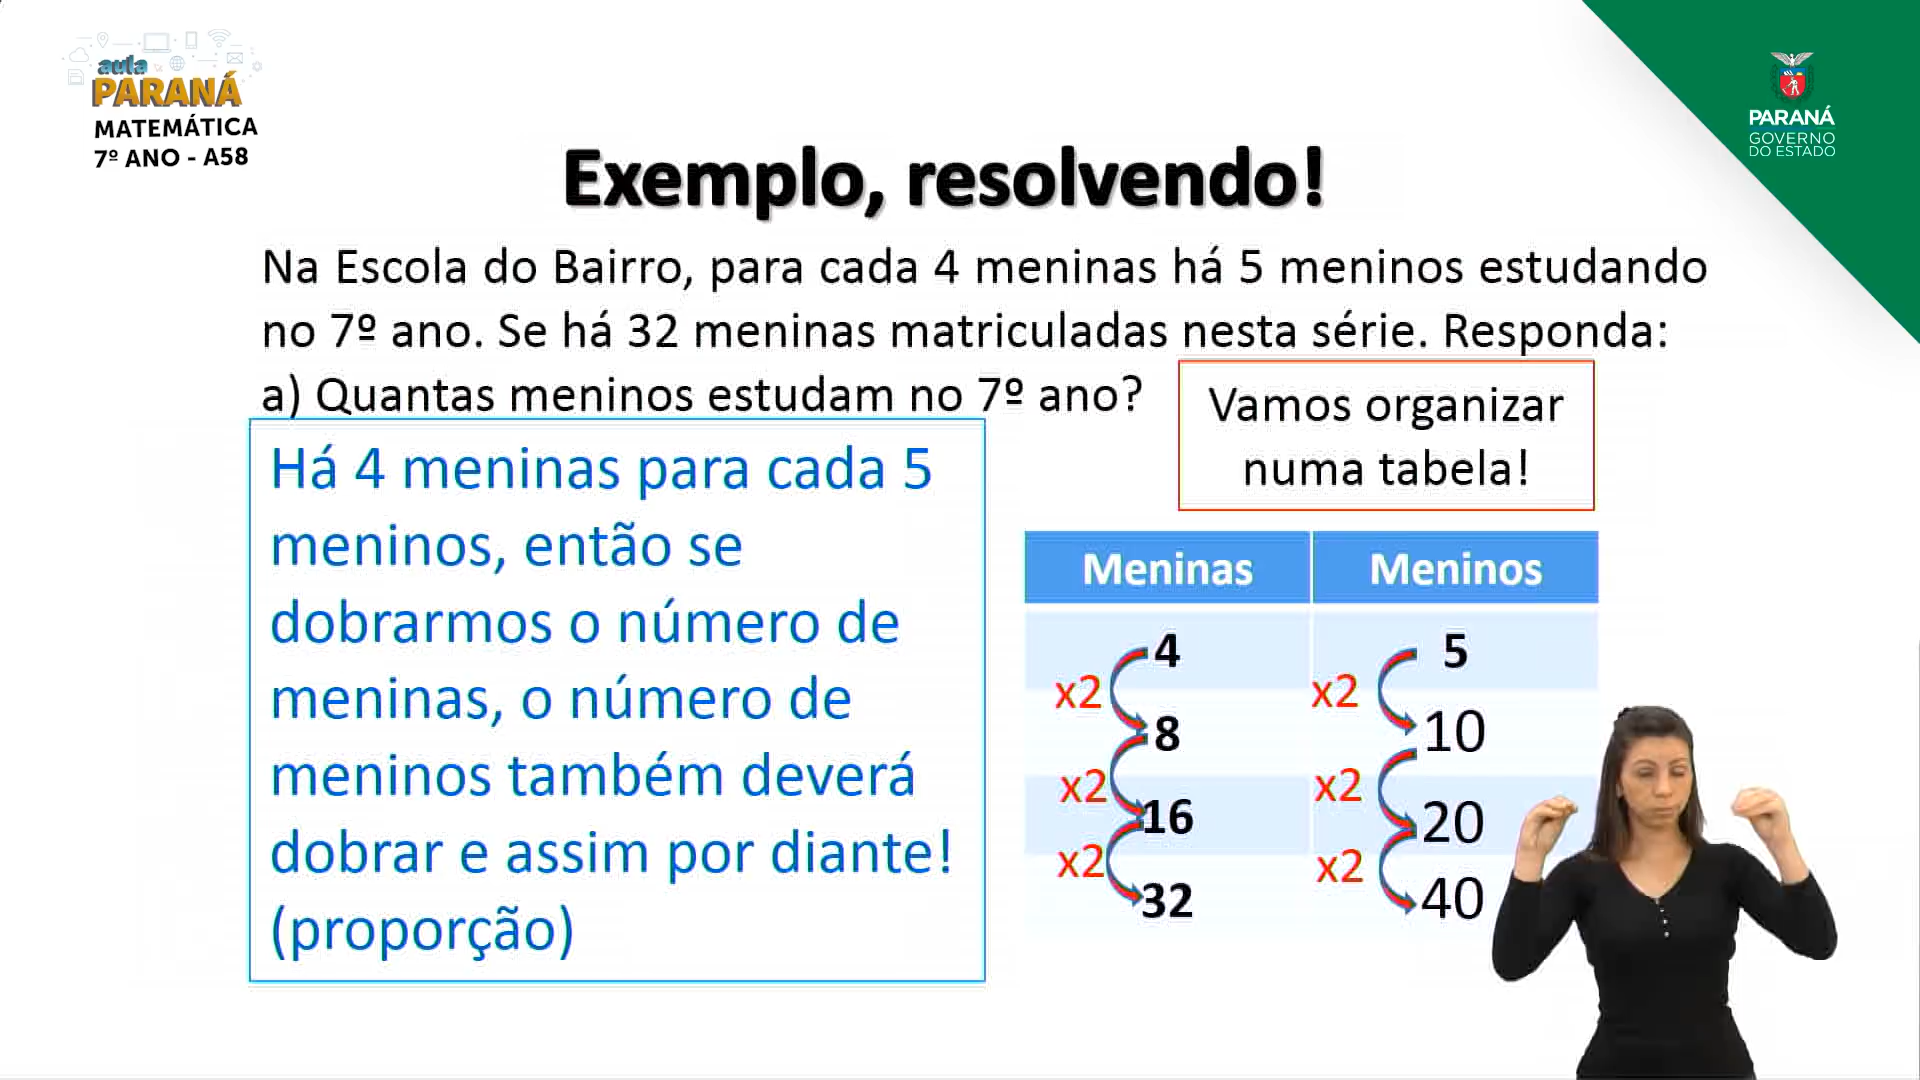 aula
PARANÁ
MATEMÁTICA
7º ANO - A58
PARANÁ
GOVERNO
DO ESTADO
Exemplo, resolvendo!
Na Escola do Bairro, para cada 4 meninas há 5 meninos estudando
no 7º ano. Se há 32 meninas matriculadas nesta série. Responda:
a) Quantas meninos estudam no 7º ano?
Vamos organizar
numa tabela!
Há 4 meninas para cada 5
meninos, então se
dobrarmos o número de
meninas, o número de
meninos também deverá
dobrar e assim por diante!
(proporção)
Meninas Meninos
4 5
x2 x2
8 10
x2 x2
16 20
x2 x2
32 40